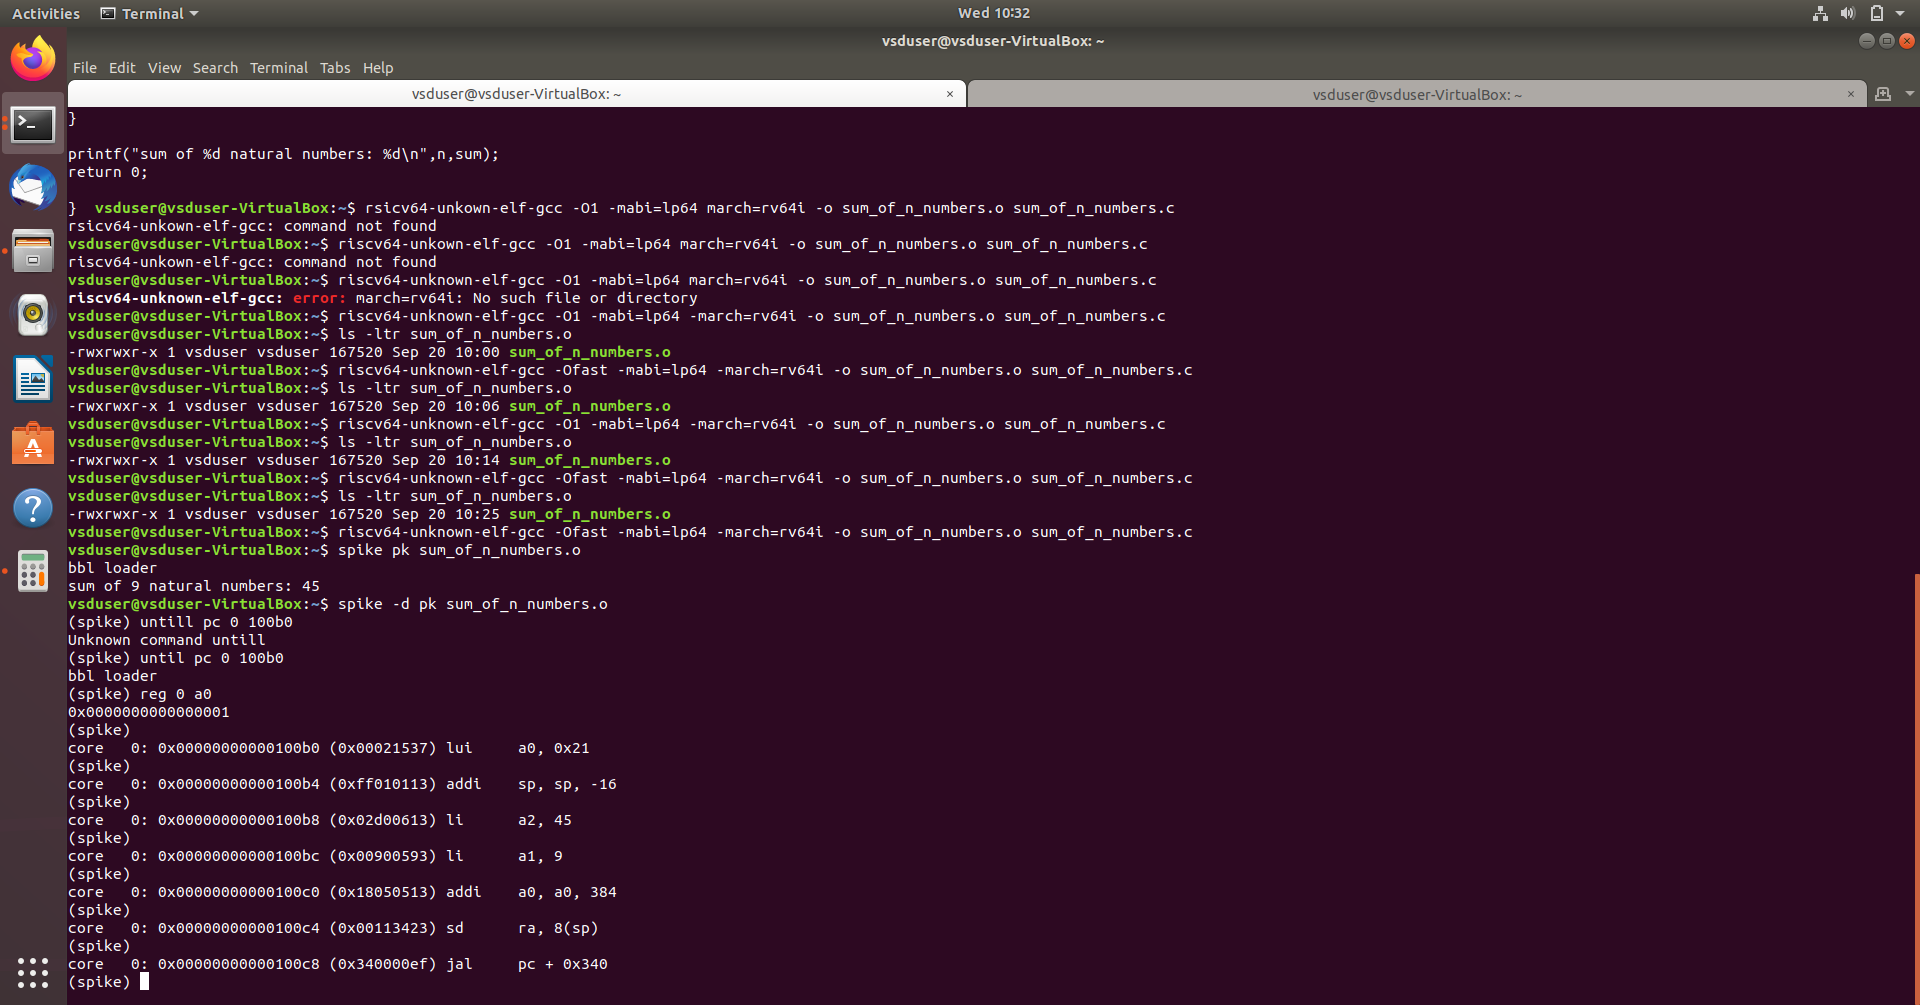 Activities Terminal Wed 10:32
vsduser@vsduser-VirtualBox: ~
File Edit View Search Terminal Tabs Help
vsduser@vsduser-VirtualBox: ~ × vsduser@vsduser-VirtualBox: ~ ×
}
printf("sum of %d natural numbers: %d\n",n,sum);
return 0;
}  vsduser@vsduser-VirtualBox:~$ rsicv64-unkown-elf-gcc -O1 -mabi=lp64 march=rv64i -o sum_of_n_numbers.o sum_of_n_numbers.c
rsicv64-unkown-elf-gcc: command not found
vsduser@vsduser-VirtualBox:~$ riscv64-unkown-elf-gcc -O1 -mabi=lp64 march=rv64i -o sum_of_n_numbers.o sum_of_n_numbers.c
riscv64-unkown-elf-gcc: command not found
vsduser@vsduser-VirtualBox:~$ riscv64-unknown-elf-gcc -O1 -mabi=lp64 march=rv64i -o sum_of_n_numbers.o sum_of_n_numbers.c
riscv64-unknown-elf-gcc: error: march=rv64i: No such file or directory
vsduser@vsduser-VirtualBox:~$ riscv64-unknown-elf-gcc -O1 -mabi=lp64 -march=rv64i -o sum_of_n_numbers.o sum_of_n_numbers.c
vsduser@vsduser-VirtualBox:~$ ls -ltr sum_of_n_numbers.o
-rwxrwxr-x 1 vsduser vsduser 167520 Sep 20 10:00 sum_of_n_numbers.o
vsduser@vsduser-VirtualBox:~$ riscv64-unknown-elf-gcc -Ofast -mabi=lp64 -march=rv64i -o sum_of_n_numbers.o sum_of_n_numbers.c
vsduser@vsduser-VirtualBox:~$ ls -ltr sum_of_n_numbers.o
-rwxrwxr-x 1 vsduser vsduser 167520 Sep 20 10:06 sum_of_n_numbers.o
vsduser@vsduser-VirtualBox:~$ riscv64-unknown-elf-gcc -O1 -mabi=lp64 -march=rv64i -o sum_of_n_numbers.o sum_of_n_numbers.c
vsduser@vsduser-VirtualBox:~$ ls -ltr sum_of_n_numbers.o
-rwxrwxr-x 1 vsduser vsduser 167520 Sep 20 10:14 sum_of_n_numbers.o
vsduser@vsduser-VirtualBox:~$ riscv64-unknown-elf-gcc -Ofast -mabi=lp64 -march=rv64i -o sum_of_n_numbers.o sum_of_n_numbers.c
vsduser@vsduser-VirtualBox:~$ ls -ltr sum_of_n_numbers.o
-rwxrwxr-x 1 vsduser vsduser 167520 Sep 20 10:25 sum_of_n_numbers.o
vsduser@vsduser-VirtualBox:~$ riscv64-unknown-elf-gcc -Ofast -mabi=lp64 -march=rv64i -o sum_of_n_numbers.o sum_of_n_numbers.c
vsduser@vsduser-VirtualBox:~$ spike pk sum_of_n_numbers.o
bbl loader
sum of 9 natural numbers: 45
vsduser@vsduser-VirtualBox:~$ spike -d pk sum_of_n_numbers.o
(spike) untill pc 0 100b0
Unknown command untill
(spike) until pc 0 100b0
bbl loader
(spike) reg 0 a0
0x0000000000000001
(spike)
core   0: 0x00000000000100b0 (0x00021537) lui     a0, 0x21
(spike)
core   0: 0x00000000000100b4 (0xff010113) addi    sp, sp, -16
(spike)
core   0: 0x00000000000100b8 (0x02d00613) li      a2, 45
(spike)
core   0: 0x00000000000100bc (0x00900593) li      a1, 9
(spike)
core   0: 0x00000000000100c0 (0x18050513) addi    a0, a0, 384
(spike)
core   0: 0x00000000000100c4 (0x00113423) sd      ra, 8(sp)
(spike)
core   0: 0x00000000000100c8 (0x340000ef) jal     pc + 0x340
(spike)